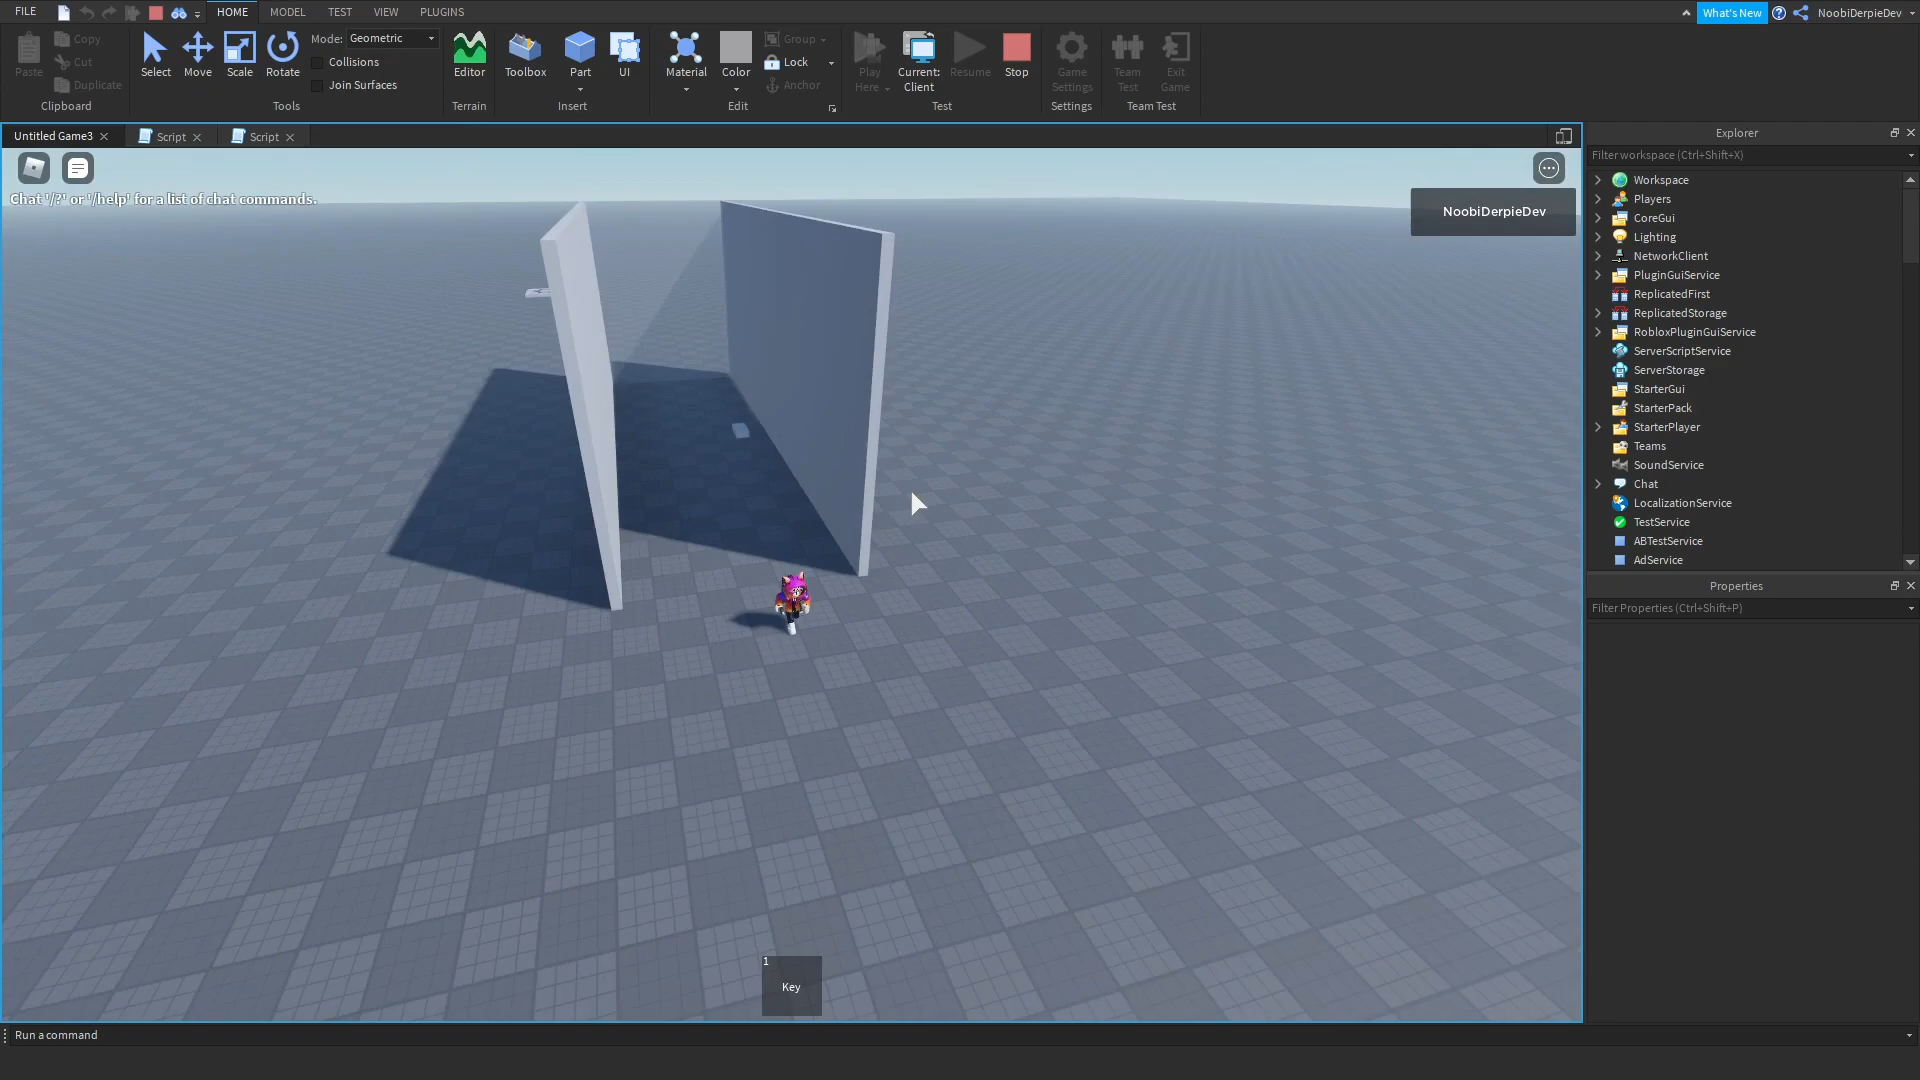 FILE
HOME
MODEL
TEST
VIEW
PLUGINS
What's New
NoobiDerpieDev
Paste
Copy
Cut
Duplicate
Clipboard
Select
Move
Scale
Rotate
Mode: Geometric
Collisions
Join Surfaces
Tools
Editor
Terrain
Toolbox
Part
UI
Insert
Material
Color
Group
Lock
Anchor
Edit
Play
Here
Current:
Client
Resume
Stop
Test
Game
Settings
Settings
Team
Test
Exit
Game
Team Test
Untitled Game3
Script
Script
Chat '/?' or '/help' for a list of chat commands.
NoobiDerpieDev
1
Key
Explorer
Filter workspace (Ctrl+Shift+X)
Workspace
Players
CoreGui
Lighting
NetworkClient
PluginGuiService
ReplicatedFirst
ReplicatedStorage
RobloxPluginGuiService
ServerScriptService
ServerStorage
StarterGui
StarterPack
StarterPlayer
Teams
SoundService
Chat
LocalizationService
TestService
ABTestService
AdService
Properties
Filter Properties (Ctrl+Shift+P)
Run a command